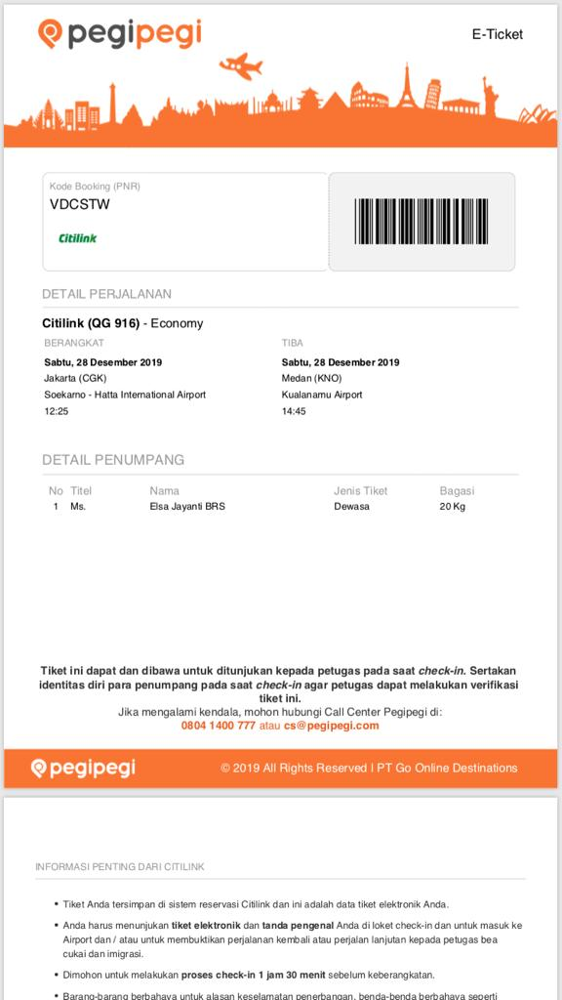 pegipegi
E-Ticket
Kode Booking (PNR)
VDCSTW
Citilink
DETAIL PERJALANAN
Citilink (QG 916) - Economy
BERANGKAT TIBA
Sabtu, 28 Desember 2019 Sabtu, 28 Desember 2019
Jakarta (CGK) Medan (KNO)
Soekarno - Hatta International Airport Kualanamu Airport
12:25 14:45
DETAIL PENUMPANG
No Titel Nama Jenis Tiket Bagasi
1 Ms. Elsa Jayanti BRS Dewasa 20 Kg
Tiket ini dapat dan dibawa untuk ditunjukan kepada petugas pada saat check-in. Sertakan
identitas diri para penumpang pada saat check-in agar petugas dapat melakukan verifikasi
tiket ini.
Jika mengalami kendala, mohon hubungi Call Center Pegipegi di:
0804 1400 777 atau cs@pegipegi.com
pegipegi © 2019 All Rights Reserved | PT Go Online Destinations
INFORMASI PENTING DARI CITILINK
• Tiket Anda tersimpan di sistem reservasi Citilink dan ini adalah data tiket elektronik Anda.
• Anda harus menunjukan tiket elektronik dan tanda pengenal Anda di loket check-in dan untuk masuk ke
Airport dan / atau untuk membuktikan perjalanan kembali atau perjalan lanjutan kepada petugas bea
cukai dan imigrasi.
• Dimohon untuk melakukan proses check-in 1 jam 30 menit sebelum keberangkatan.
• Barang-barang berbahaya untuk alasan keselamatan penerbangan, benda-benda berbahaya seperti